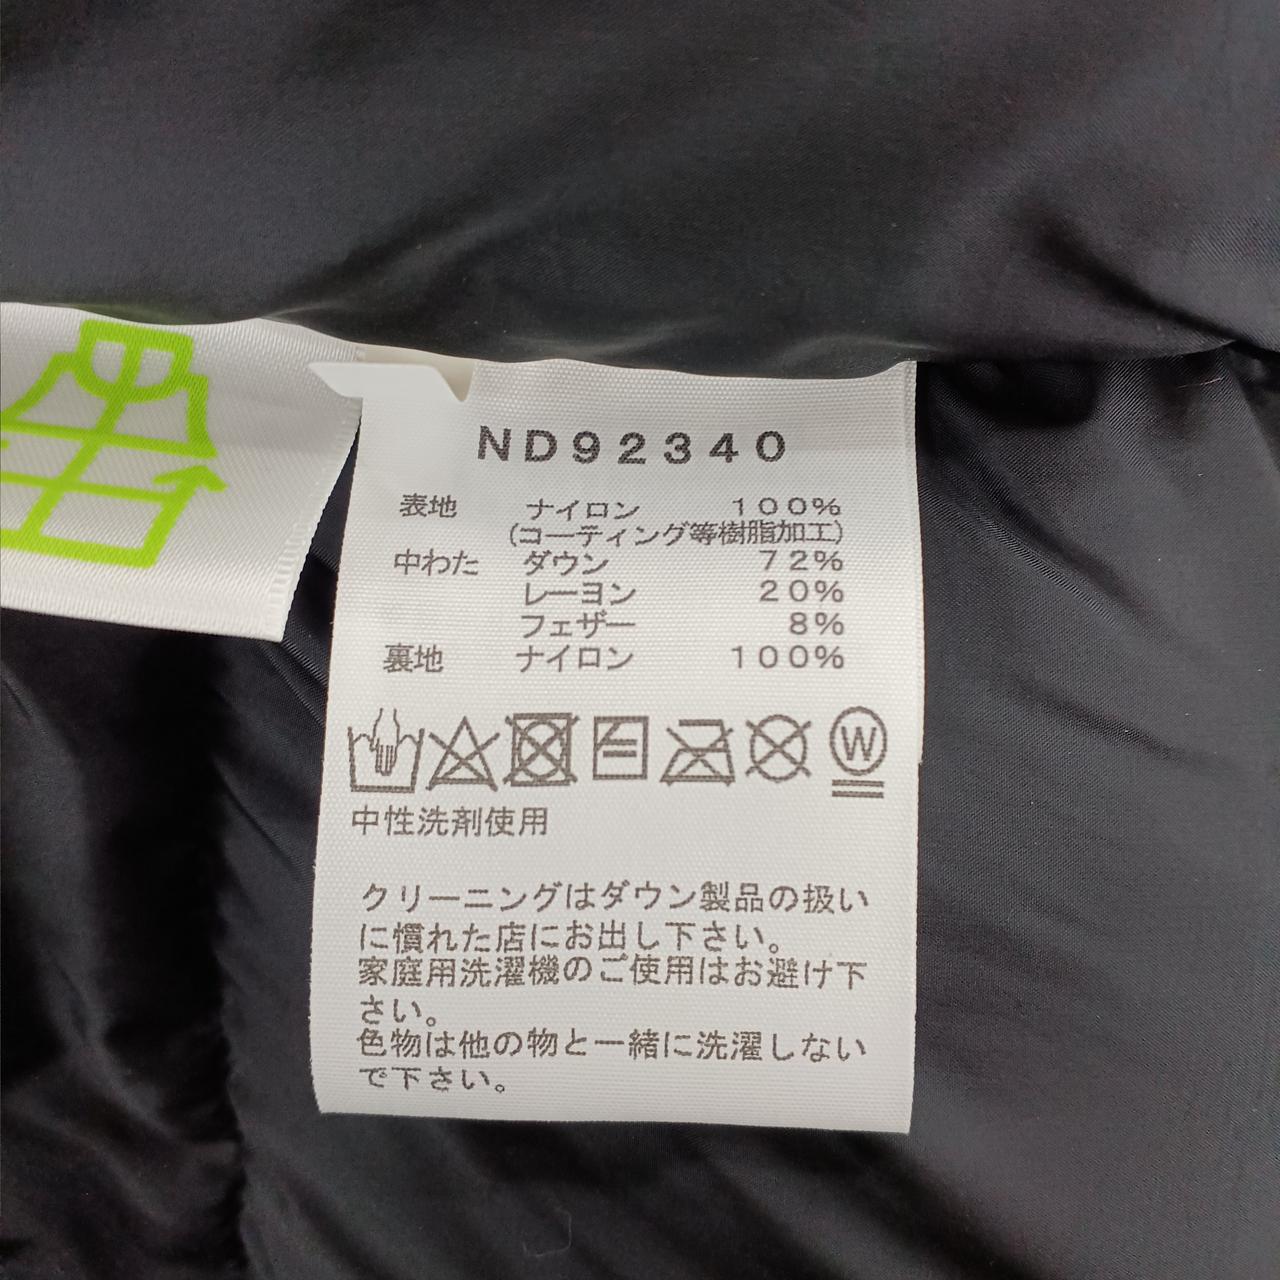 ND92340
表地 ナイロン 100%
(コーティング等樹脂加工)
中わた ダウン 72%
レーヨン 20%
フェザー 8%
裏地 ナイロン 100%
W
中性洗剤使用
クリーニングはダウン製品の扱い
に慣れた店にお出し下さい。
家庭用洗濯機のご使用はお避け下
さい。
色物は他の物と一緒に洗濯しない
で下さい。